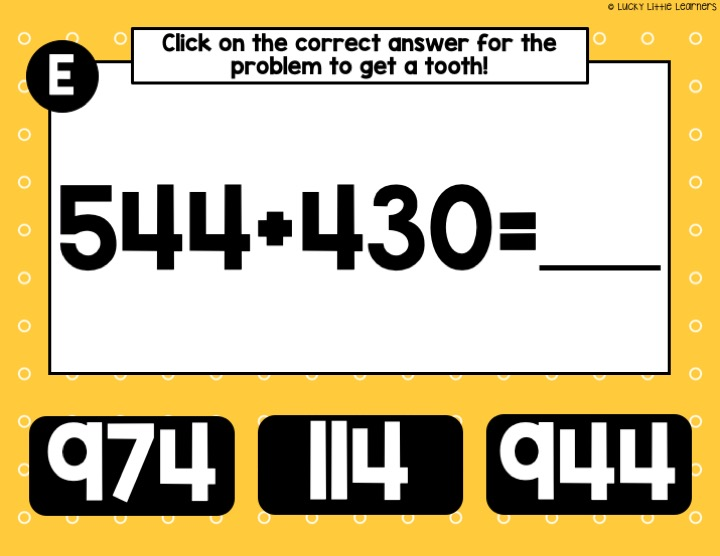 © Lucky Little Learners
Click on the correct answer for the
problem to get a tooth!
E
544+430=___
974
114
944